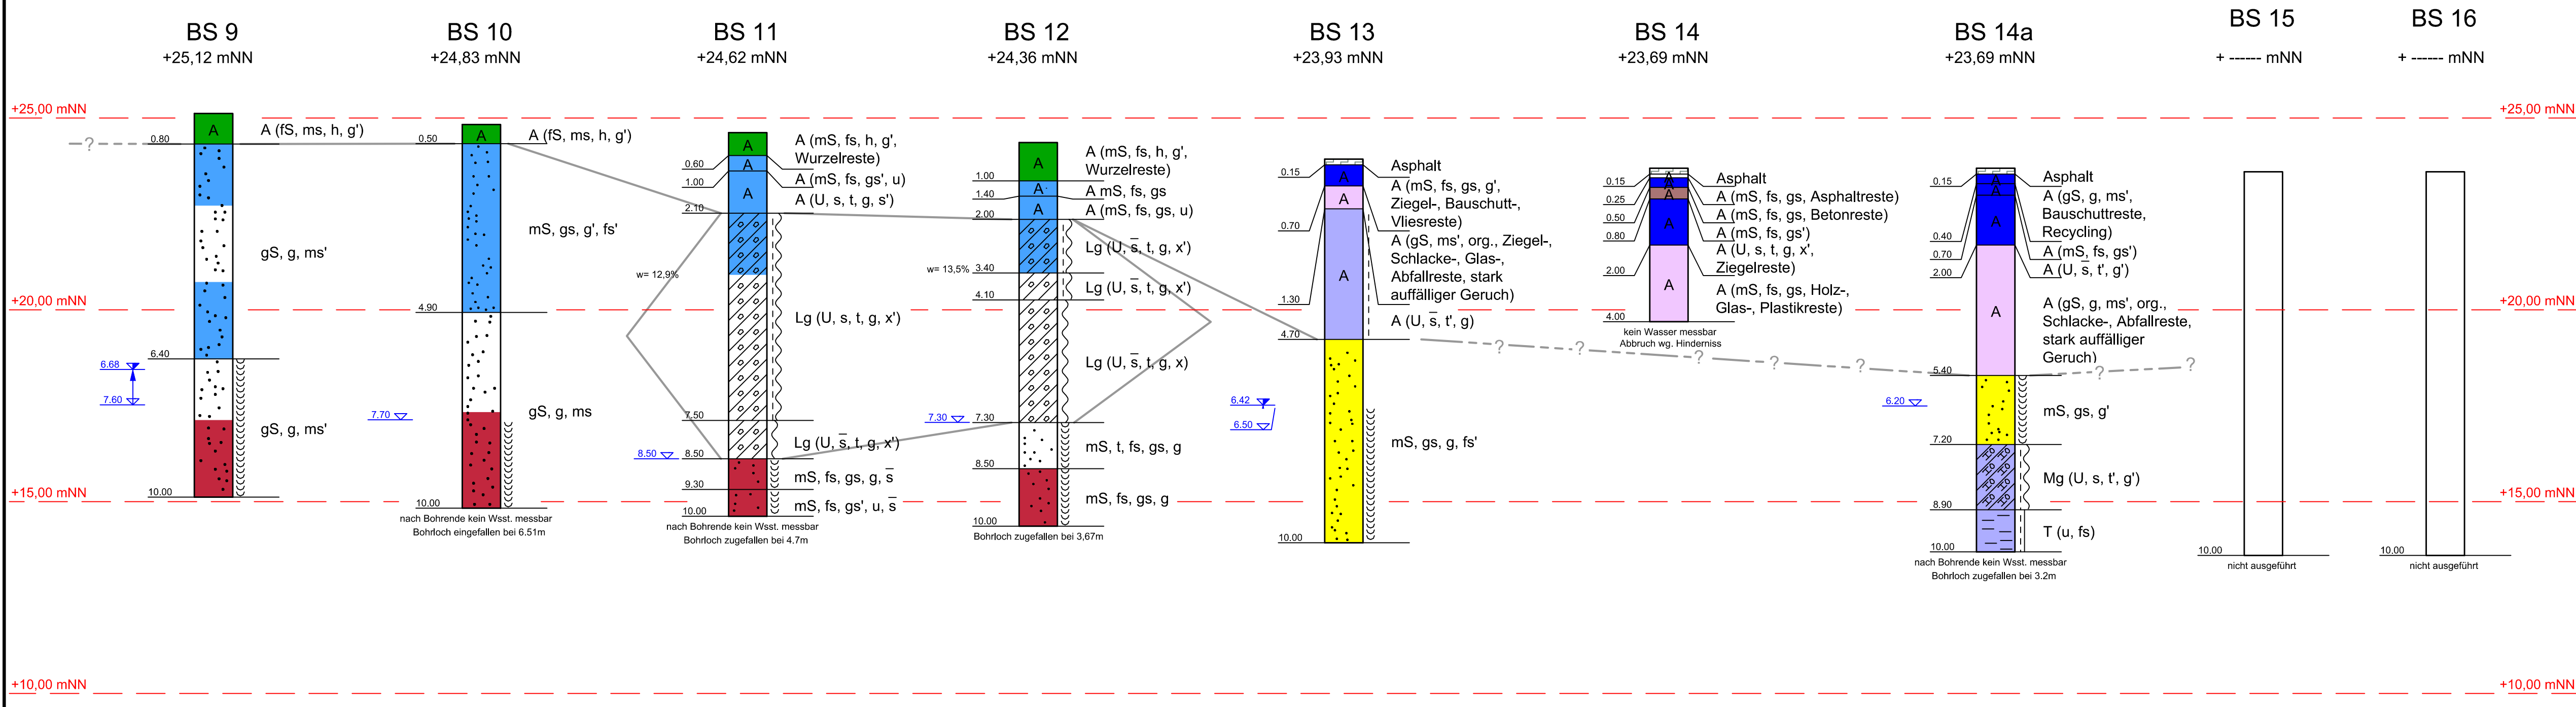 BS 9
+25,12 mNN
BS 10
+24,83 mNN
BS 11
+24,62 mNN
BS 12
+24,36 mNN
BS 13
+23,93 mNN
BS 14
+23,69 mNN
BS 14a
+23,69 mNN
BS 15
+ ------ mNN
BS 16
+ ------ mNN
+25,00 mNN
+25,00 mNN
+20,00 mNN
+20,00 mNN
+15,00 mNN
+15,00 mNN
+10,00 mNN
+10,00 mNN
?
A
0.80
A (fS, ms, h, g')
gS, g, ms'
6.40
6.68
7.60
gS, g, ms'
10.00
A
0.50
A (fS, ms, h, g')
mS, gs, g', fs'
4.90
7.70
gS, g, ms
10.00
nach Bohrende kein Wsst. messbar
Bohrloch eingefallen bei 6.51m
A
A
A
0.60
1.00
2.10
A (mS, fs, h, g',
Wurzelreste)
A (mS, fs, gs', u)
A (U, s, t, g, s')
w= 12,9%
Lg (U, s, t, g, x')
7.50
Lg (U, s̅, t, g, x')
8.50
8.50
mS, fs, gs, g, s̅
9.30
mS, fs, gs', u, s̅
10.00
nach Bohrende kein Wsst. messbar
Bohrloch zugefallen bei 4.7m
A
A
A
1.00
1.40
2.00
A (mS, fs, h, g',
Wurzelreste)
A mS, fs, gs
A (mS, fs, gs, u)
Lg (U, s̅, t, g, x')
w= 13,5%
3.40
Lg (U, s̅, t, g, x')
4.10
Lg (U, s̅, t, g, x)
7.30
7.30
mS, t, fs, gs, g
8.50
mS, fs, gs, g
10.00
Bohrloch zugefallen bei 3,67m
A
A
A
0.15
0.70
1.30
4.70
Asphalt
A (mS, fs, gs, g',
Ziegel-, Bauschutt-,
Vliesreste)
A (gS, ms', org., Ziegel-,
Schlacke-, Glas-,
Abfallreste, stark
auffälliger Geruch)
A (U, s̅, t', g)
6.42
6.50
mS, gs, g, fs'
10.00
?
?
?
?
?
?
?
A
A
A
A
A
0.15
0.25
0.50
0.80
2.00
4.00
Asphalt
A (mS, fs, gs, Asphaltreste)
A (mS, fs, gs, Betonreste)
A (mS, fs, gs')
A (U, s, t, g, x',
Ziegelreste)
A (mS, fs, gs, Holz-,
Glas-, Plastikreste)
kein Wasser messbar
Abbruch wg. Hinderniss
A
A
A
A
0.15
0.40
0.70
2.00
5.40
Asphalt
A (gS, g, ms',
Bauschuttreste,
Recycling)
A (mS, fs, gs')
A (U, s̅, t', g')
A (gS, g, ms', org.,
Schlacke-, Abfallreste,
stark auffälliger
Geruch)
6.20
mS, gs, g'
7.20
Mg (U, s, t', g')
8.90
T (u, fs)
10.00
nach Bohrende kein Wsst. messbar
Bohrloch zugefallen bei 3.2m
10.00
nicht ausgeführt
10.00
nicht ausgeführt